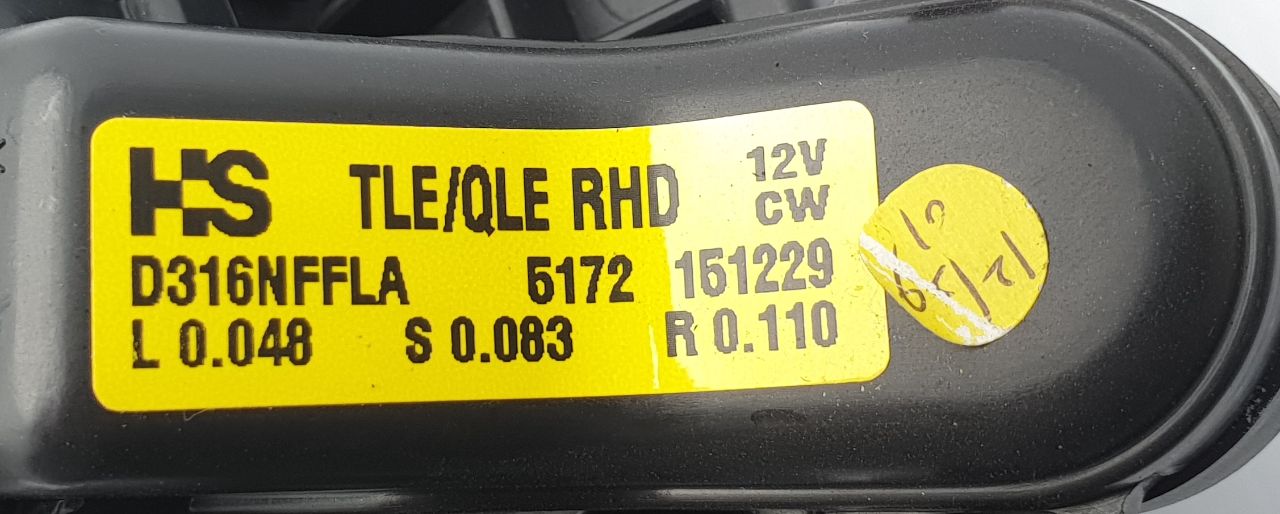 HS TLE/QLE RHD 12V
CW
D316NFFLA 5172 151229
L 0.048 S 0.083 R 0.110